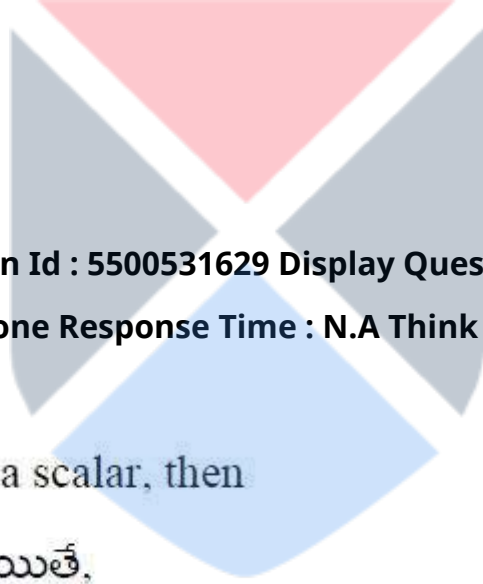 n Id : 5500531629 Display Ques
one Response Time : N.A Think
a scalar, then
యితే,